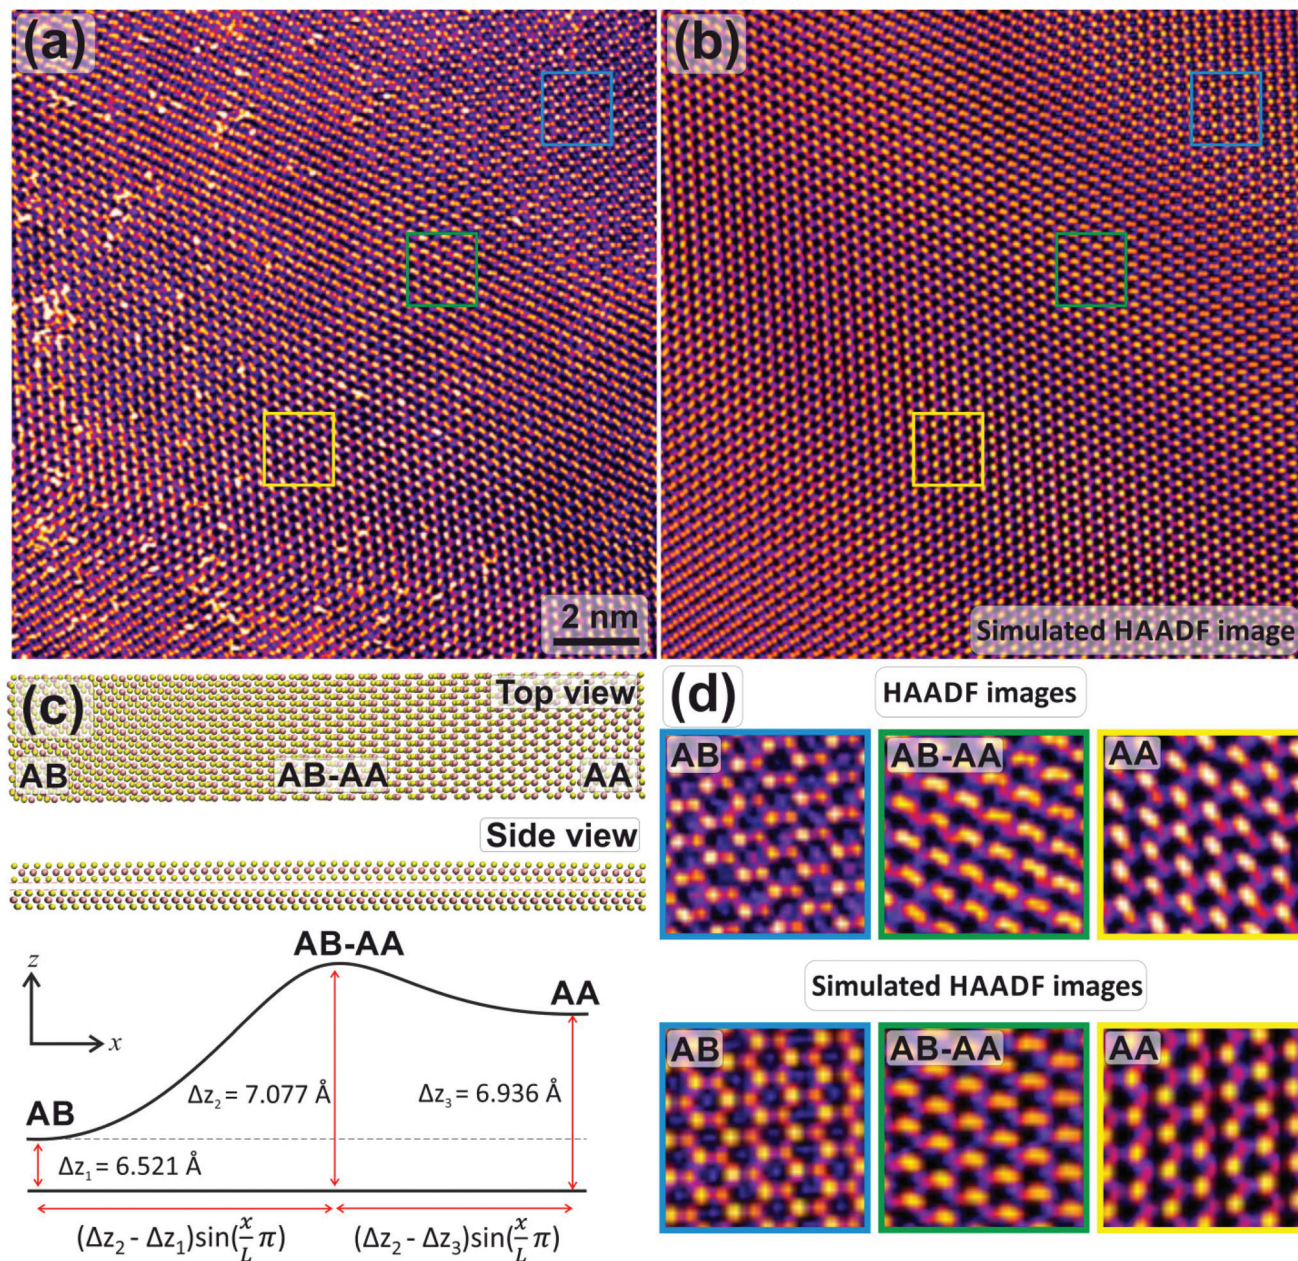 (a)
(b)
2 nm
Simulated HAADF image
(c)
Top view
AB
AB-AA
AA
Side view
z
x
AB
AB-AA
AA
Δz₁ = 6.521 Å
Δz₂ = 7.077 Å
Δz₃ = 6.936 Å
(Δz₂ - Δz₁)sin(x/L π)
(Δz₂ - Δz₃)sin(x/L π)
(d)
HAADF images
AB
AB-AA
AA
Simulated HAADF images
AB
AB-AA
AA